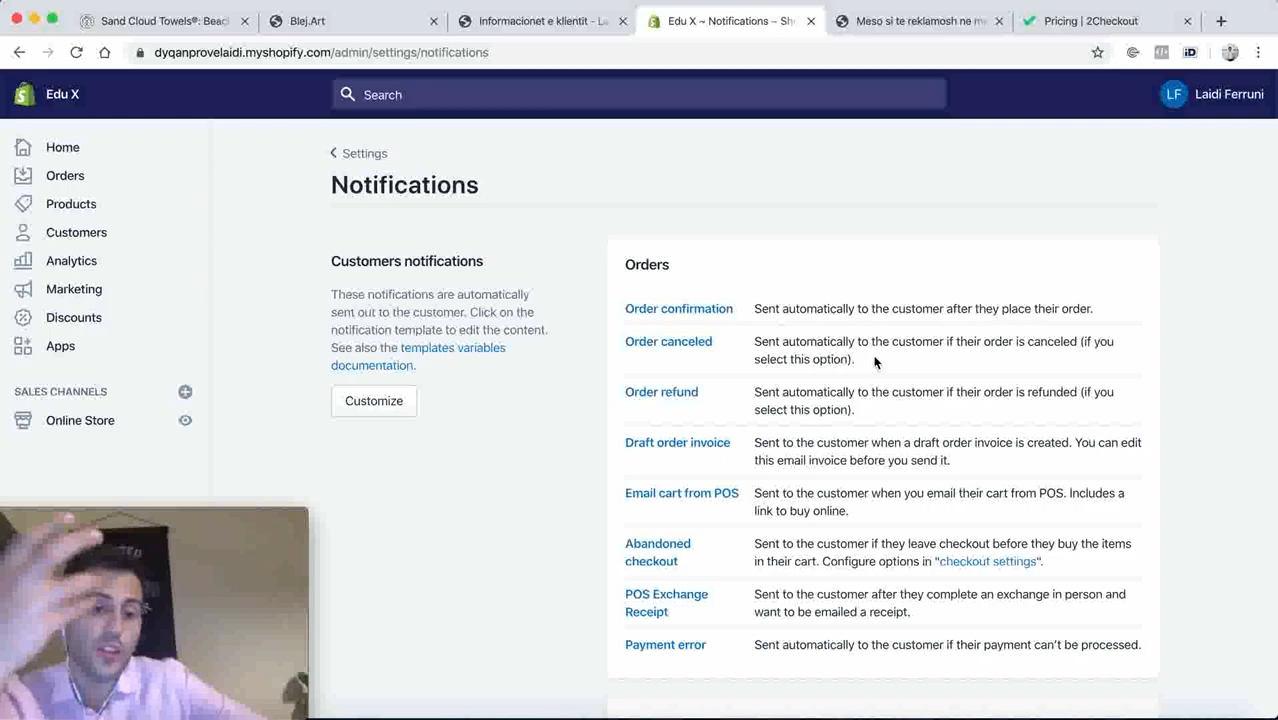 Sand Cloud Towels®: Beac
Blej.Art
Informacionet e klientit - L
Edu X ~ Notifications ~ Sh
Meso si te reklamosh ne m
Pricing | 2Checkout
dyqanprovelaidi.myshopify.com/admin/settings/notifications
iD
Edu X
Search
LF
Laidi Ferruni
Home
Orders
Products
Customers
Analytics
Marketing
Discounts
Apps
SALES CHANNELS
Online Store
Settings
Notifications
Customers notifications
These notifications are automatically
sent out to the customer. Click on the
notification template to edit the content.
See also the templates variables
documentation.
Customize
Orders
Order confirmation Sent automatically to the customer after they place their order.
Order canceled Sent automatically to the customer if their order is canceled (if you
select this option).
Order refund Sent automatically to the customer if their order is refunded (if you
select this option).
Draft order invoice Sent to the customer when a draft order invoice is created. You can edit
this email invoice before you send it.
Email cart from POS Sent to the customer when you email their cart from POS. Includes a
link to buy online.
Abandoned Sent to the customer if they leave checkout before they buy the items
checkout in their cart. Configure options in "checkout settings".
POS Exchange Sent to the customer after they complete an exchange in person and
Receipt want to be emailed a receipt.
Payment error Sent automatically to the customer if their payment can't be processed.